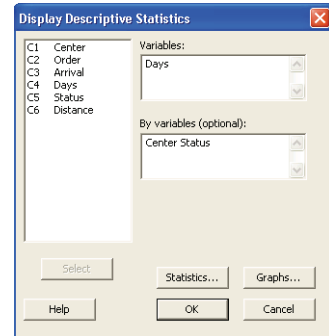 Display Descriptive Statistics
C1 Center
C2 Order
C3 Arrival
C4 Days
C5 Status
C6 Distance
Variables:
Days
By variables (optional):
Center Status
Select
Statistics...
Graphs...
Help
OK
Cancel